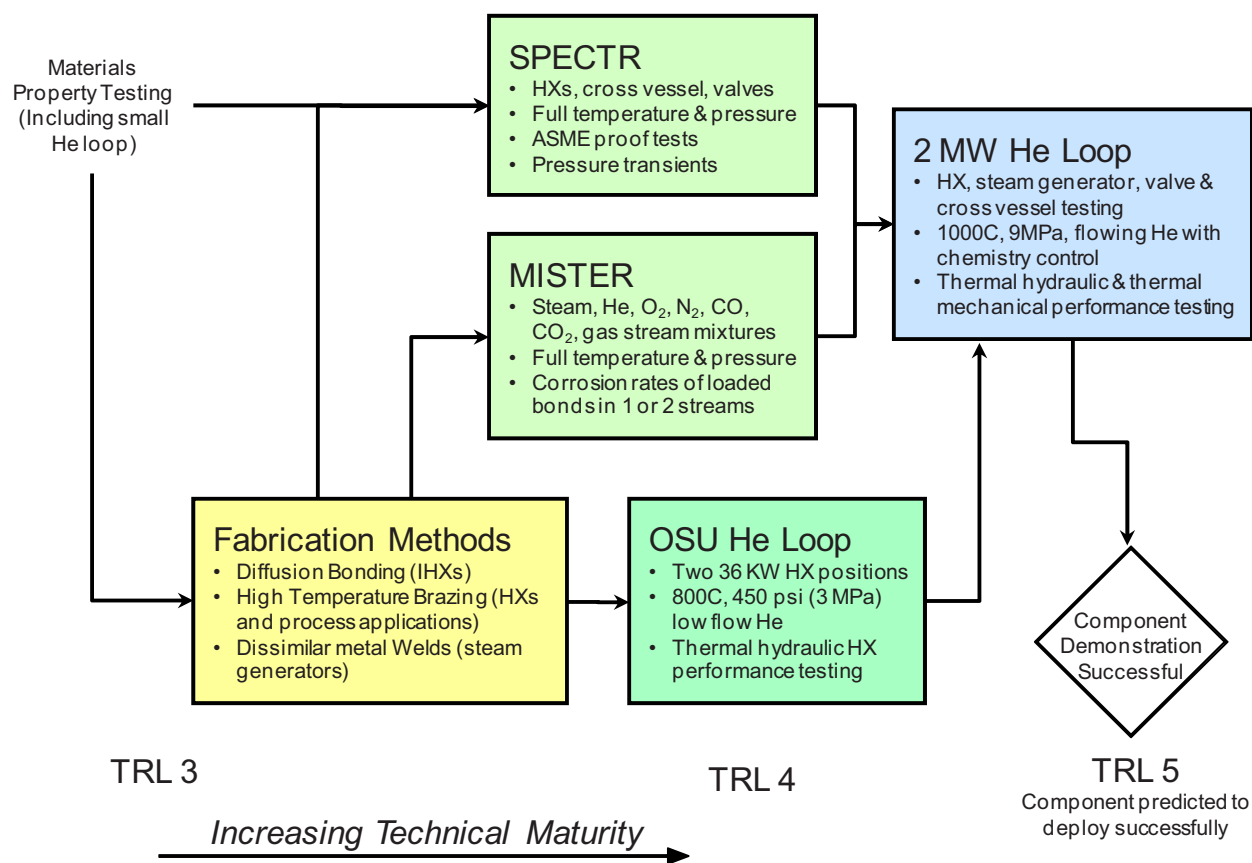 Materials
Property Testing
(Including small
He loop)
SPECTR
• HXs, cross vessel, valves
• Full temperature & pressure
• ASME proof tests
• Pressure transients
2 MW He Loop
• HX, steam generator, valve &
cross vessel testing
• 1000C, 9MPa, flowing He with
chemistry control
• Thermal hydraulic & thermal
mechanical performance testing
MISTER
• Steam, He, O₂, N₂, CO,
CO₂, gas stream mixtures
• Full temperature & pressure
• Corrosion rates of loaded
bonds in 1 or 2 streams
Fabrication Methods
• Diffusion Bonding (IHXs)
• High Temperature Brazing (HXs
and process applications)
• Dissimilar metal Welds (steam
generators)
OSU He Loop
• Two 36 KW HX positions
• 800C, 450 psi (3 MPa)
low flow He
• Thermal hydraulic HX
performance testing
Component
Demonstration
Successful
TRL 3
TRL 4
TRL 5
Component predicted to
deploy successfully
Increasing Technical Maturity